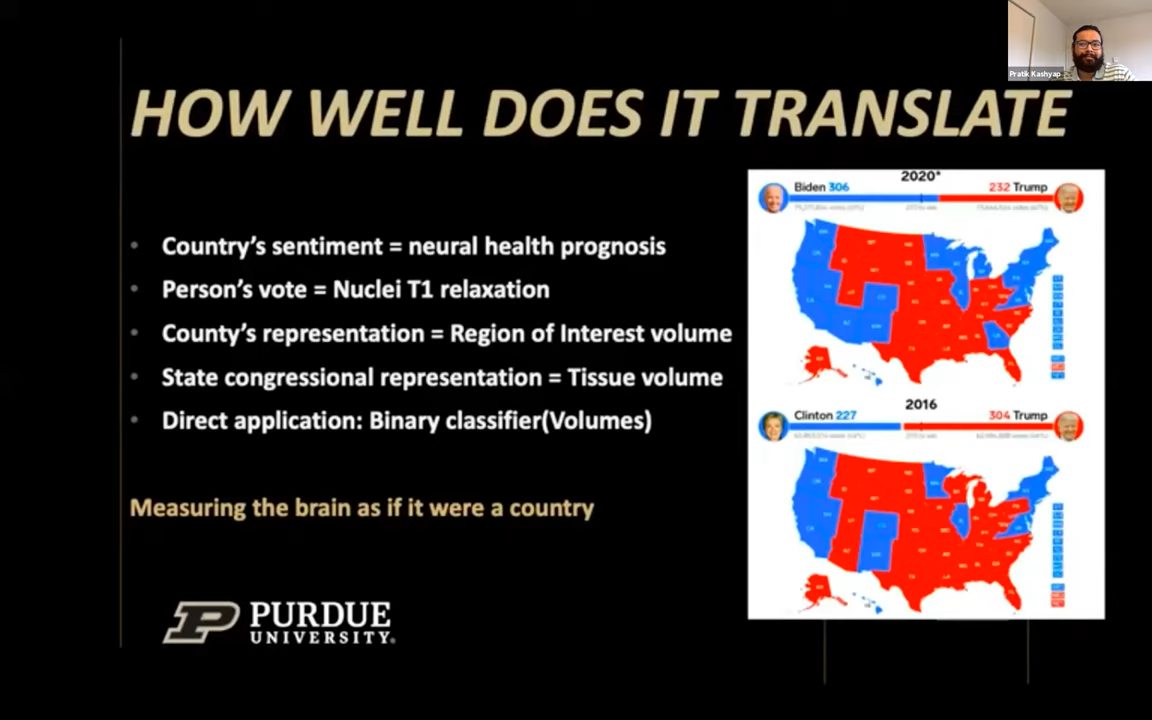 Pratik Kashyap
HOW WELL DOES IT TRANSLATE
• Country's sentiment = neural health prognosis
• Person's vote = Nuclei T1 relaxation
• County's representation = Region of Interest volume
• State congressional representation = Tissue volume
• Direct application: Binary classifier(Volumes)
Measuring the brain as if it were a country
PURDUE
UNIVERSITY®
2020*
Biden 306
232 Trump
2016
Clinton 227
304 Trump